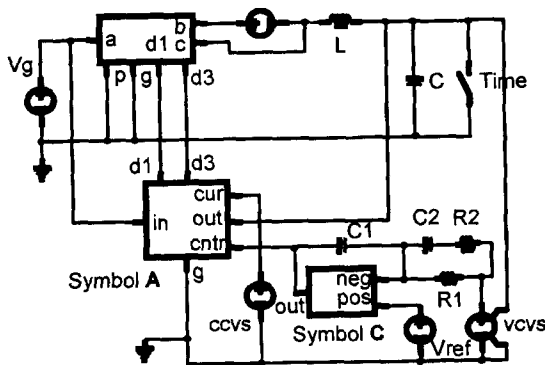 a
b
d1
c
L
Vg
p
g
d3
C
Time
d1
d3
cur
in
out
cntr
C1
C2
R2
Symbol A
g
neg
pos
R1
ccvs
out
Symbol C
Vref
vcvs